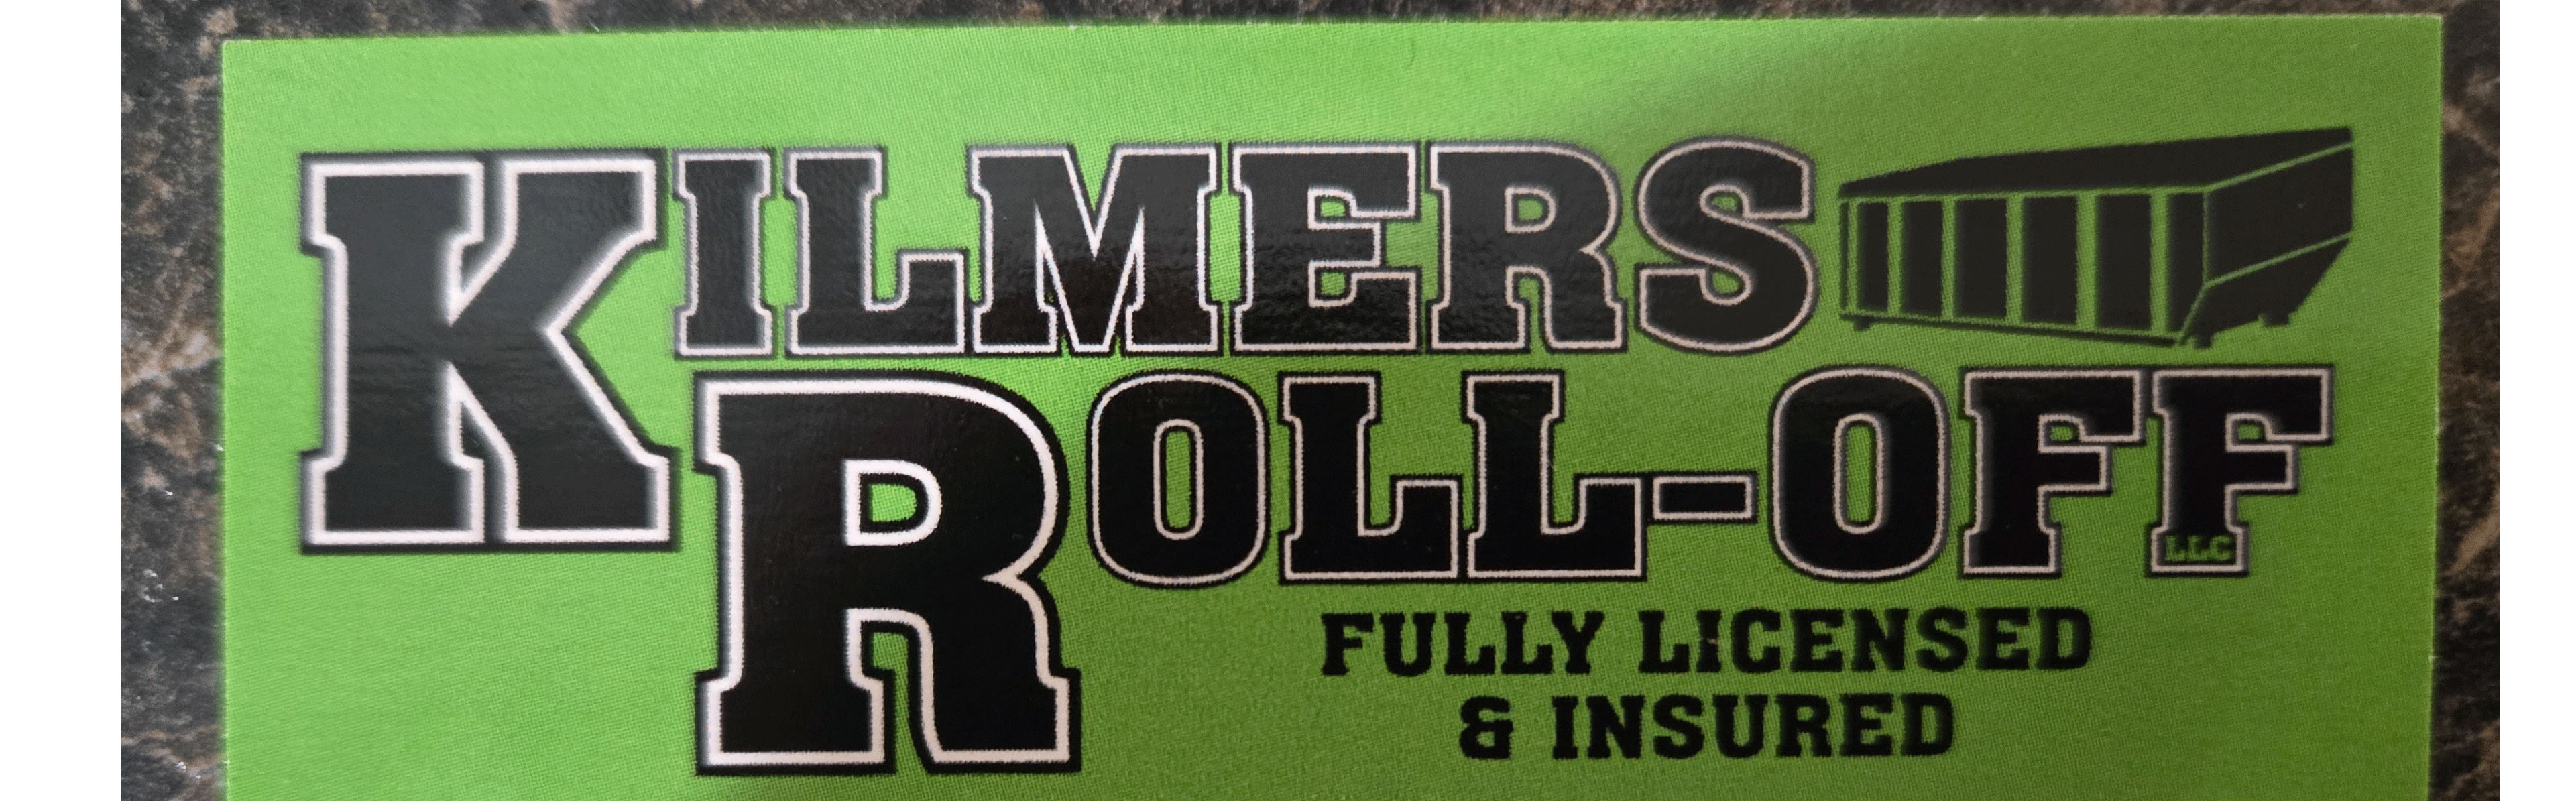 KILMERS
ROLL-OFF
LLC
FULLY LICENSED
& INSURED